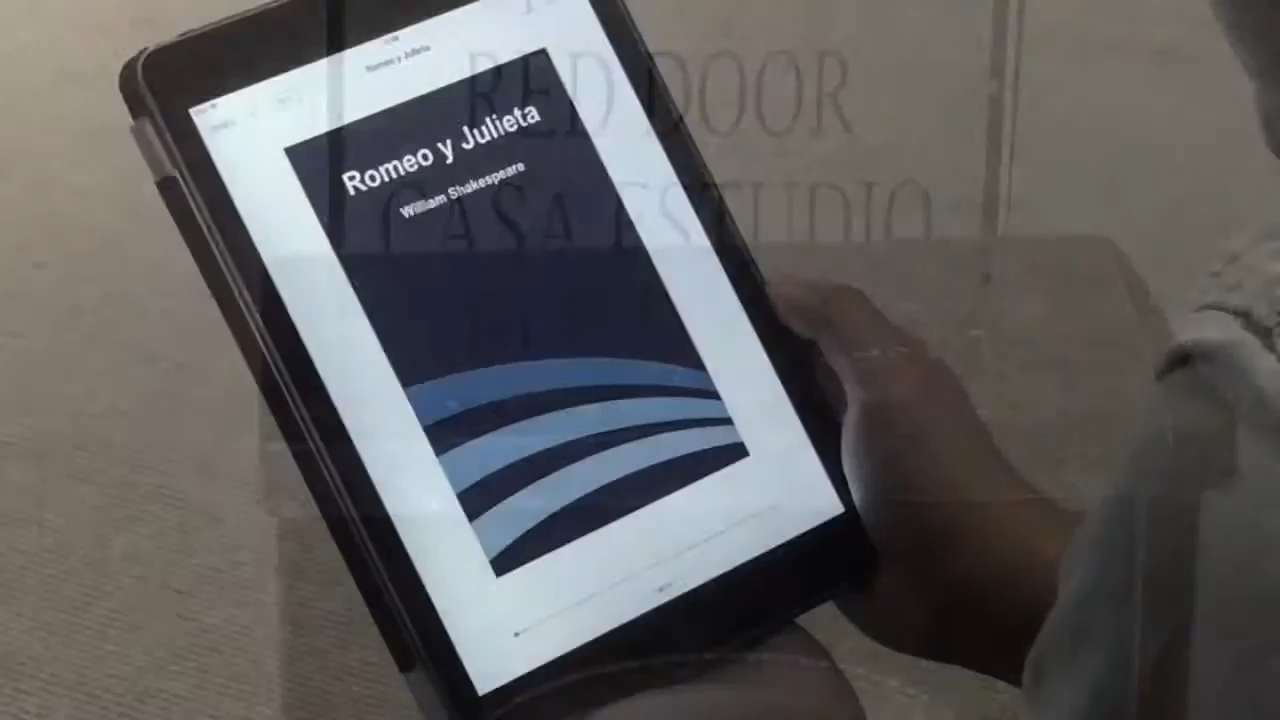 Romeo y Julieta
Romeo y Julieta
William Shakespeare
RED DOOR
CASA ESTUDIO